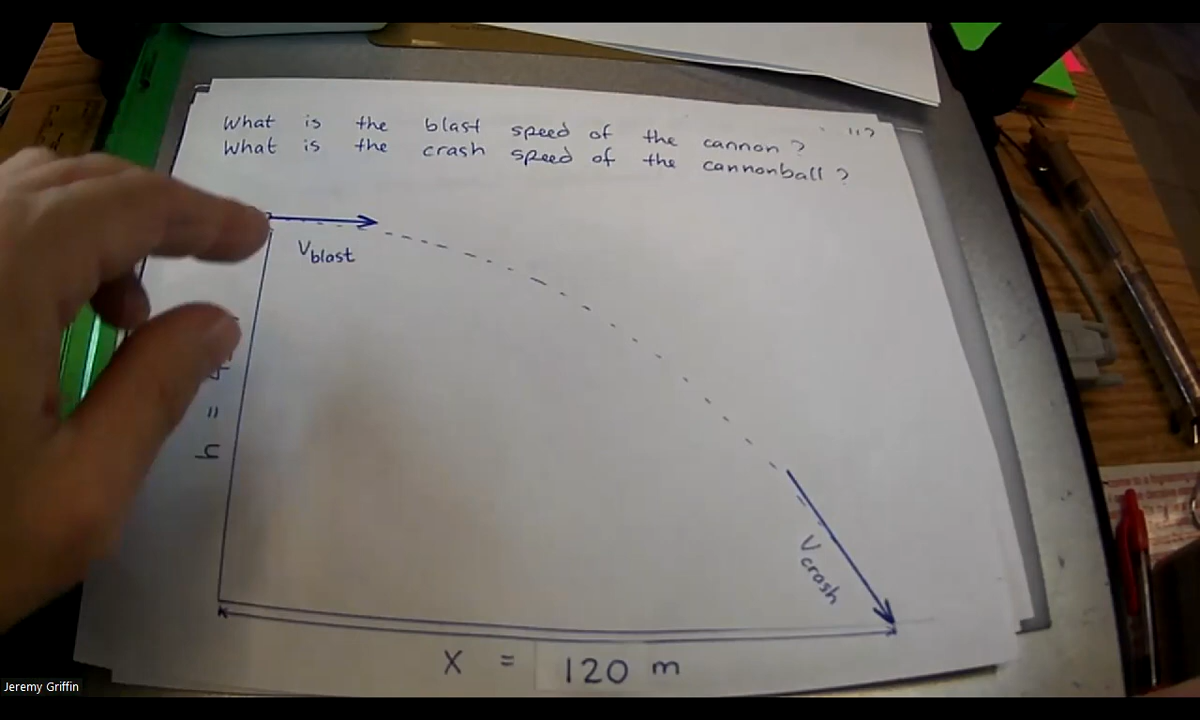 What is the blast speed of the cannon?
What is the crash speed of the cannonball?
Vblast
h =
Vcrash
X = 120 m
Jeremy Griffin